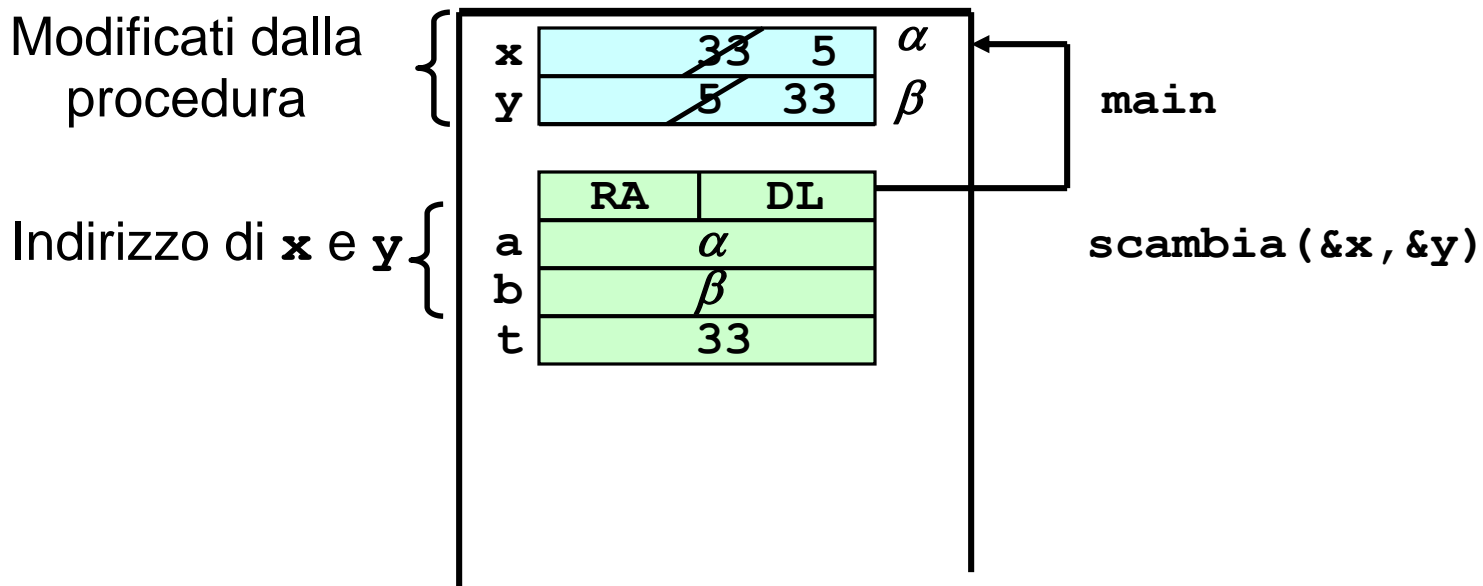 Modificati dalla
procedura
x 33 5 α
y 5 33 β
main
RA DL
Indirizzo di x e y
a α
scambia(&x,&y)
b β
t 33